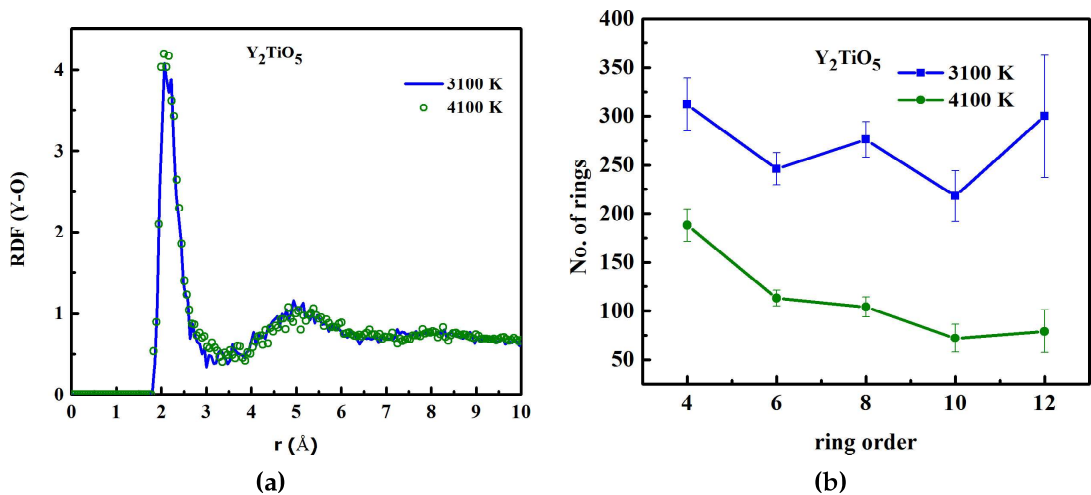 Y₂TiO₅
3100 K
4100 K
RDF (Y-O)
4
3
2
1
0
0 1 2 3 4 5 6 7 8 9 10
r (Å)
(a)
Y₂TiO₅
3100 K
4100 K
No. of rings
400
350
300
250
200
150
100
50
4 6 8 10 12
ring order
(b)